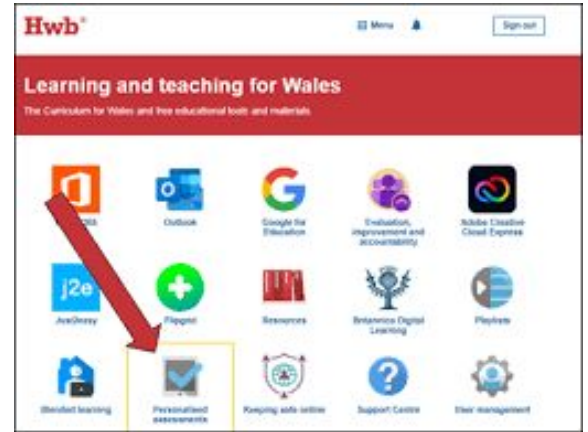 Hwb
Menu
Sign out
Learning and teaching for Wales
The Curriculum for Wales and free educational tools and materials.
Outlook
Google for
Education
Evaluation,
improvement and
accountability
Adobe Creative
Cloud Express
j2e
Just2easy
Flipgrid
Resources
Britannica Digital
Learning
Playlists
Blended learning
Personalised
assessments
Keeping safe online
Support Centre
User management